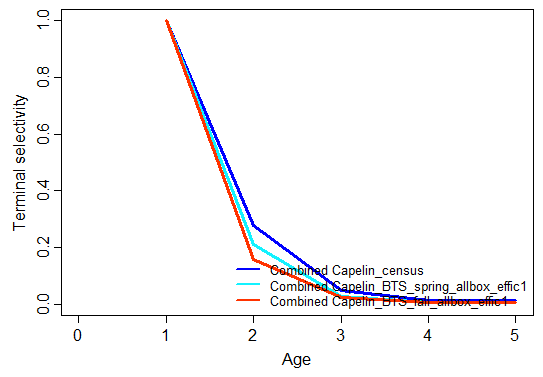 Terminal selectivity
1.0
0.8
0.6
0.4
0.2
0.0
Combined Capelin_census
Combined Capelin_BTS_spring_allbox_effic1
Combined Capelin_BTS_fall_allbox_effic1
0 1 2 3 4 5
Age